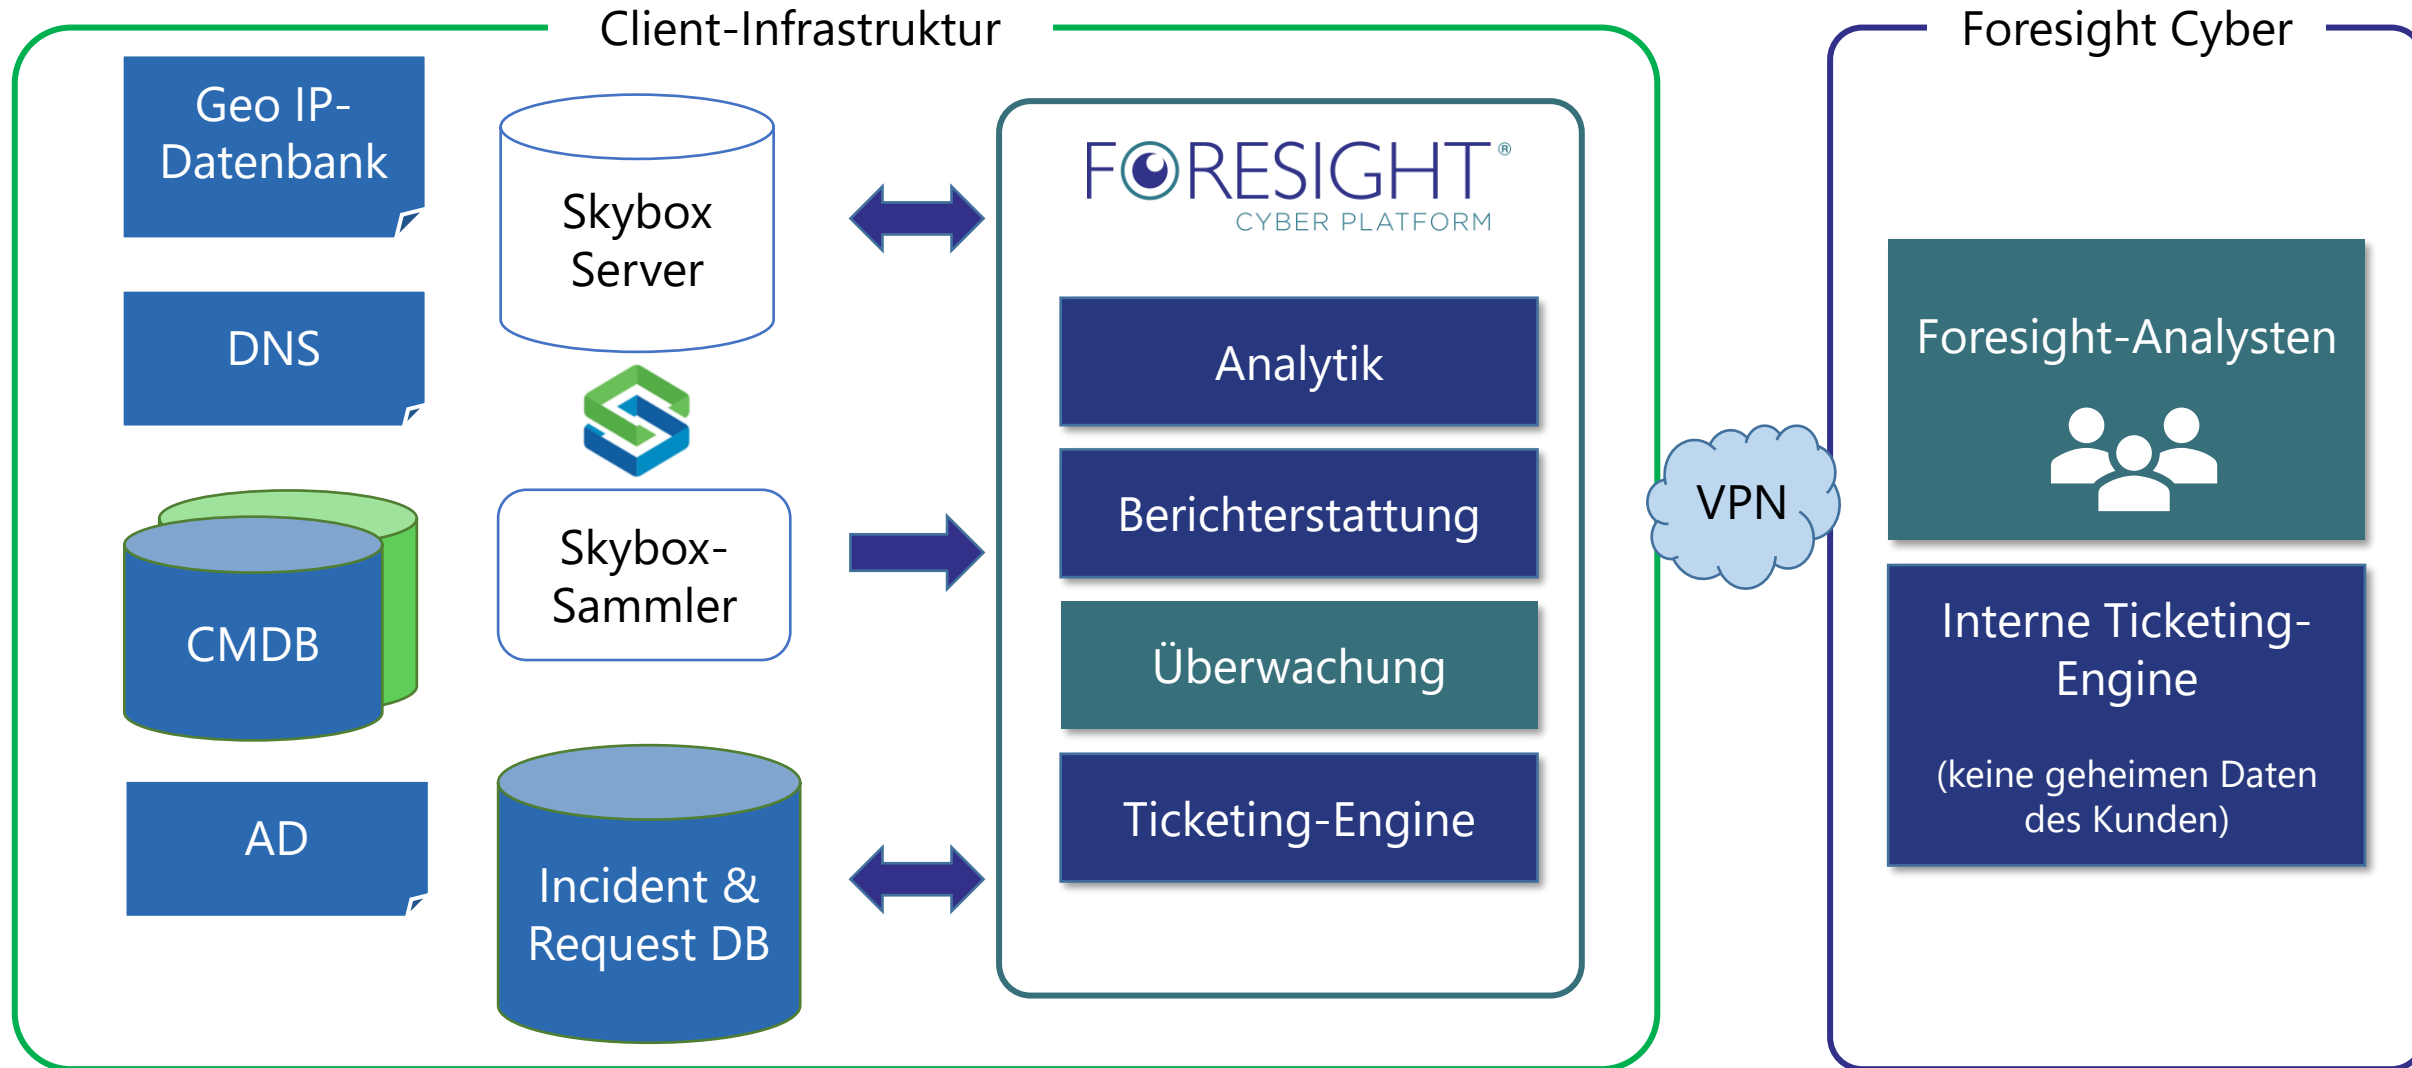 Client-Infrastruktur
Geo IP-
Datenbank
DNS
CMDB
AD
Skybox
Server
Skybox-
Sammler
Incident &
Request DB
FORESIGHT®
CYBER PLATFORM
Analytik
Berichterstattung
Überwachung
Ticketing-Engine
VPN
Foresight Cyber
Foresight-Analysten
Interne Ticketing-
Engine
(keine geheimen Daten
des Kunden)